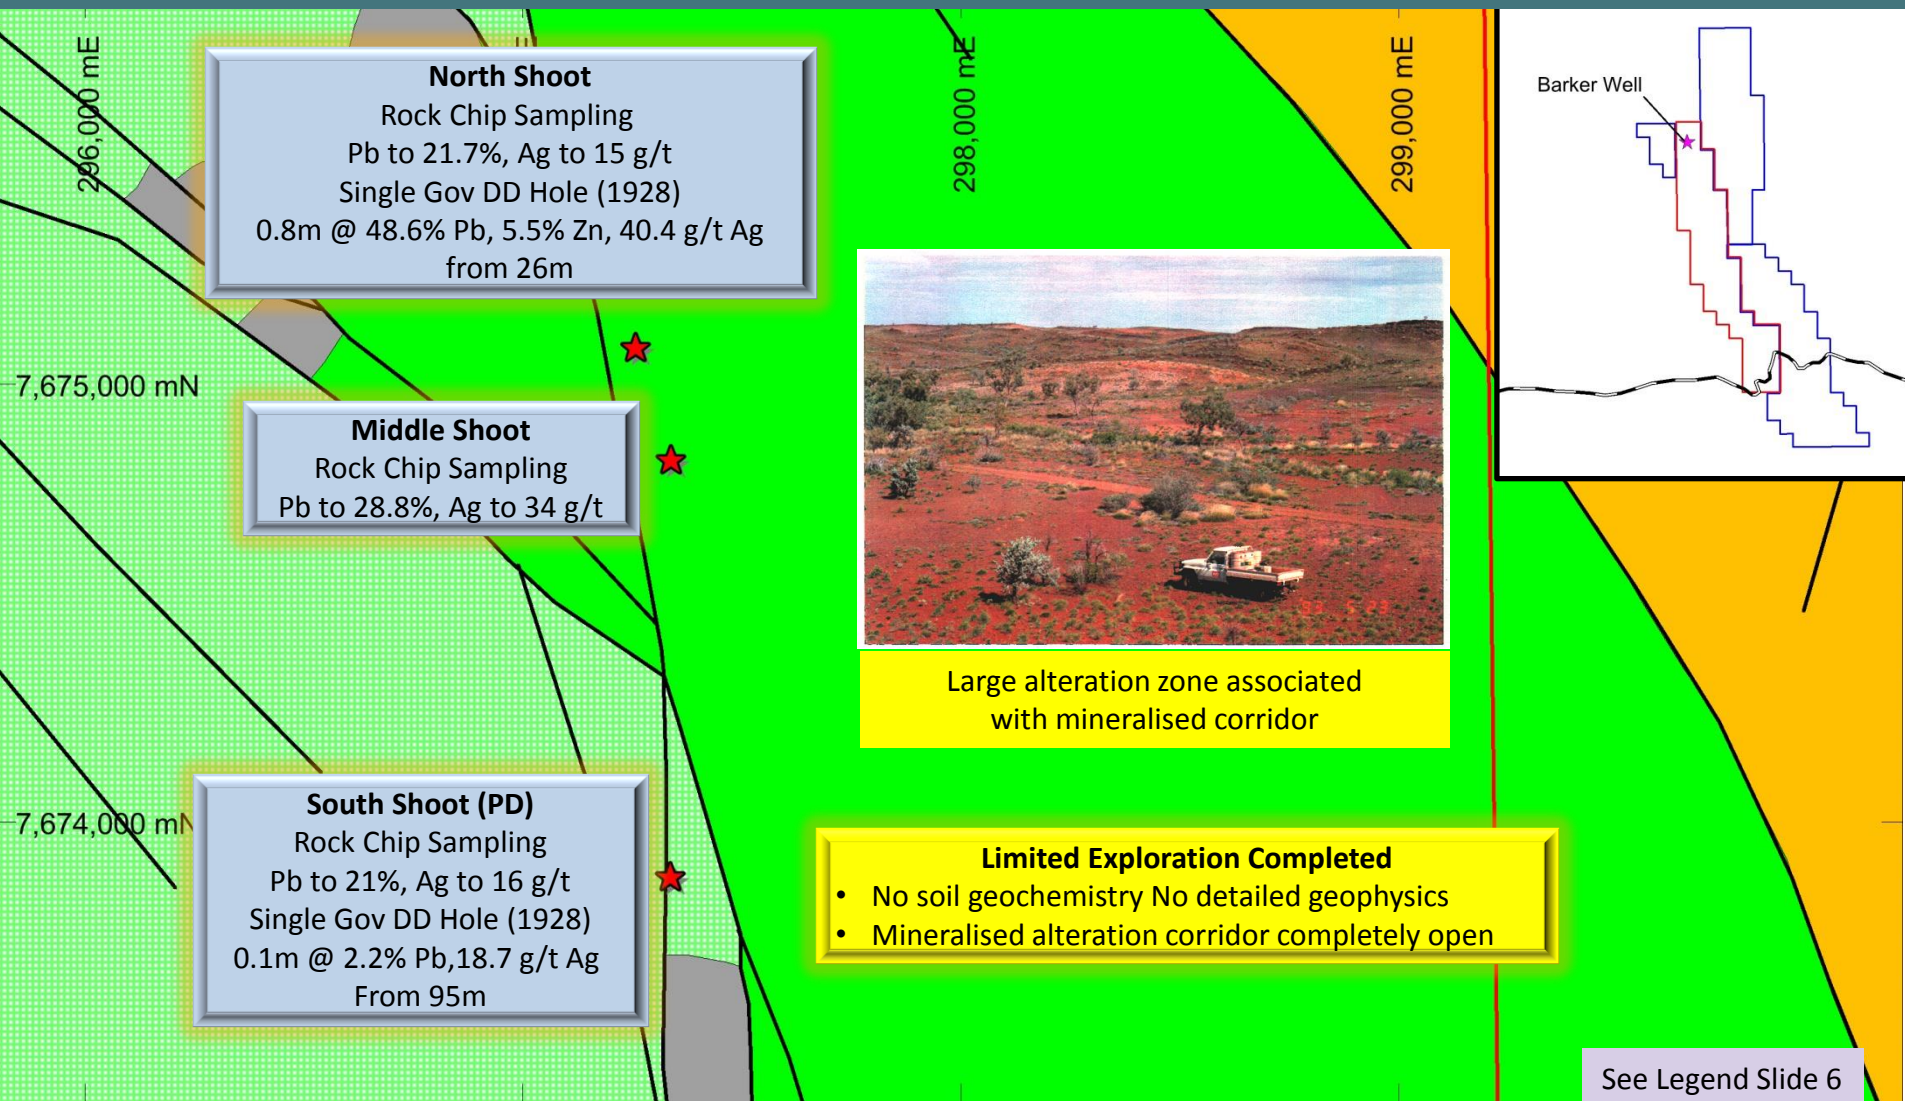 296,000 mE
298,000 mE
299,000 mE
Barker Well
North Shoot
Rock Chip Sampling
Pb to 21.7%, Ag to 15 g/t
Single Gov DD Hole (1928)
0.8m @ 48.6% Pb, 5.5% Zn, 40.4 g/t Ag
from 26m
7,675,000 mN
Middle Shoot
Rock Chip Sampling
Pb to 28.8%, Ag to 34 g/t
Large alteration zone associated
with mineralised corridor
7,674,000 mN
South Shoot (PD)
Rock Chip Sampling
Pb to 21%, Ag to 16 g/t
Single Gov DD Hole (1928)
0.1m @ 2.2% Pb,18.7 g/t Ag
From 95m
Limited Exploration Completed
• No soil geochemistry No detailed geophysics
• Mineralised alteration corridor completely open
See Legend Slide 6